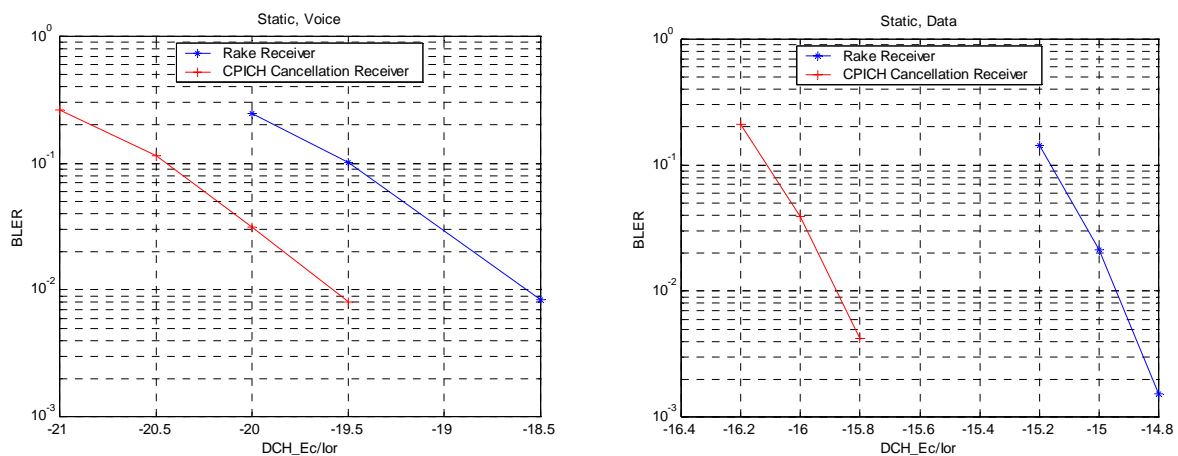 Static, Voice
10^0
Rake Receiver
CPICH Cancellation Receiver
10^-1
BLER
10^-2
10^-3
-21 -20.5 -20 -19.5 -19 -18.5
DCH_Ec/Ior
Static, Data
10^0
Rake Receiver
CPICH Cancellation Receiver
10^-1
BLER
10^-2
10^-3
-16.4 -16.2 -16 -15.8 -15.6 -15.4 -15.2 -15 -14.8
DCH_Ec/Ior